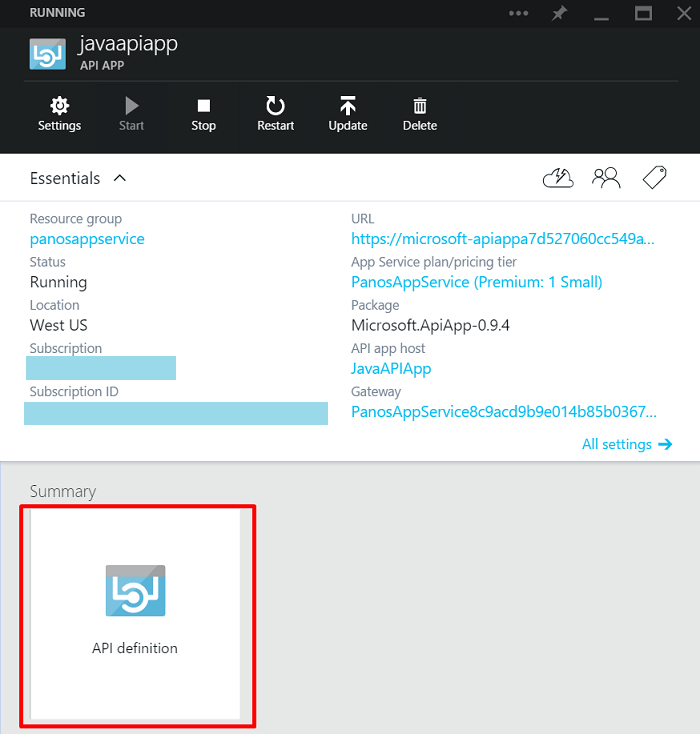 RUNNING
javaapiapp
API APP
Settings
Start
Stop
Restart
Update
Delete
Essentials
Resource group
panosappservice
Status
Running
Location
West US
Subscription
Subscription ID
URL
https://microsoft-apiappa7d527060cc549a...
App Service plan/pricing tier
PanosAppService (Premium: 1 Small)
Package
Microsoft.ApiApp-0.9.4
API app host
JavaAPIApp
Gateway
PanosAppService8c9acd9b9e014b85b0367...
All settings
Summary
API definition